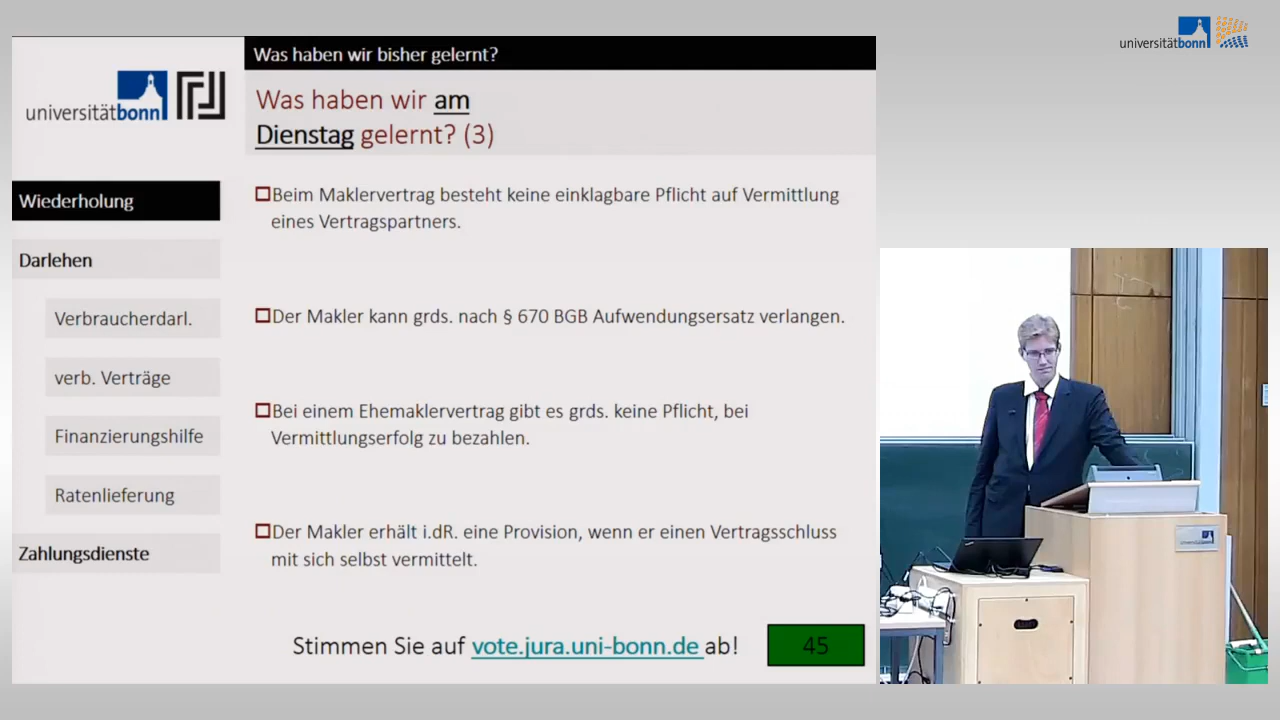 universitätbonn
Was haben wir bisher gelernt?
universitätbonn
Was haben wir am
Dienstag gelernt? (3)
Wiederholung
Darlehen
Verbraucherdarl.
verb. Verträge
Finanzierungshilfe
Ratenlieferung
Zahlungsdienste
Beim Maklervertrag besteht keine einklagbare Pflicht auf Vermittlung
eines Vertragspartners.
Der Makler kann grds. nach § 670 BGB Aufwendungsersatz verlangen.
Bei einem Ehemaklervertrag gibt es grds. keine Pflicht, bei
Vermittlungserfolg zu bezahlen.
Der Makler erhält i.dR. eine Provision, wenn er einen Vertragsschluss
mit sich selbst vermittelt.
Stimmen Sie auf vote.jura.uni-bonn.de ab!
45